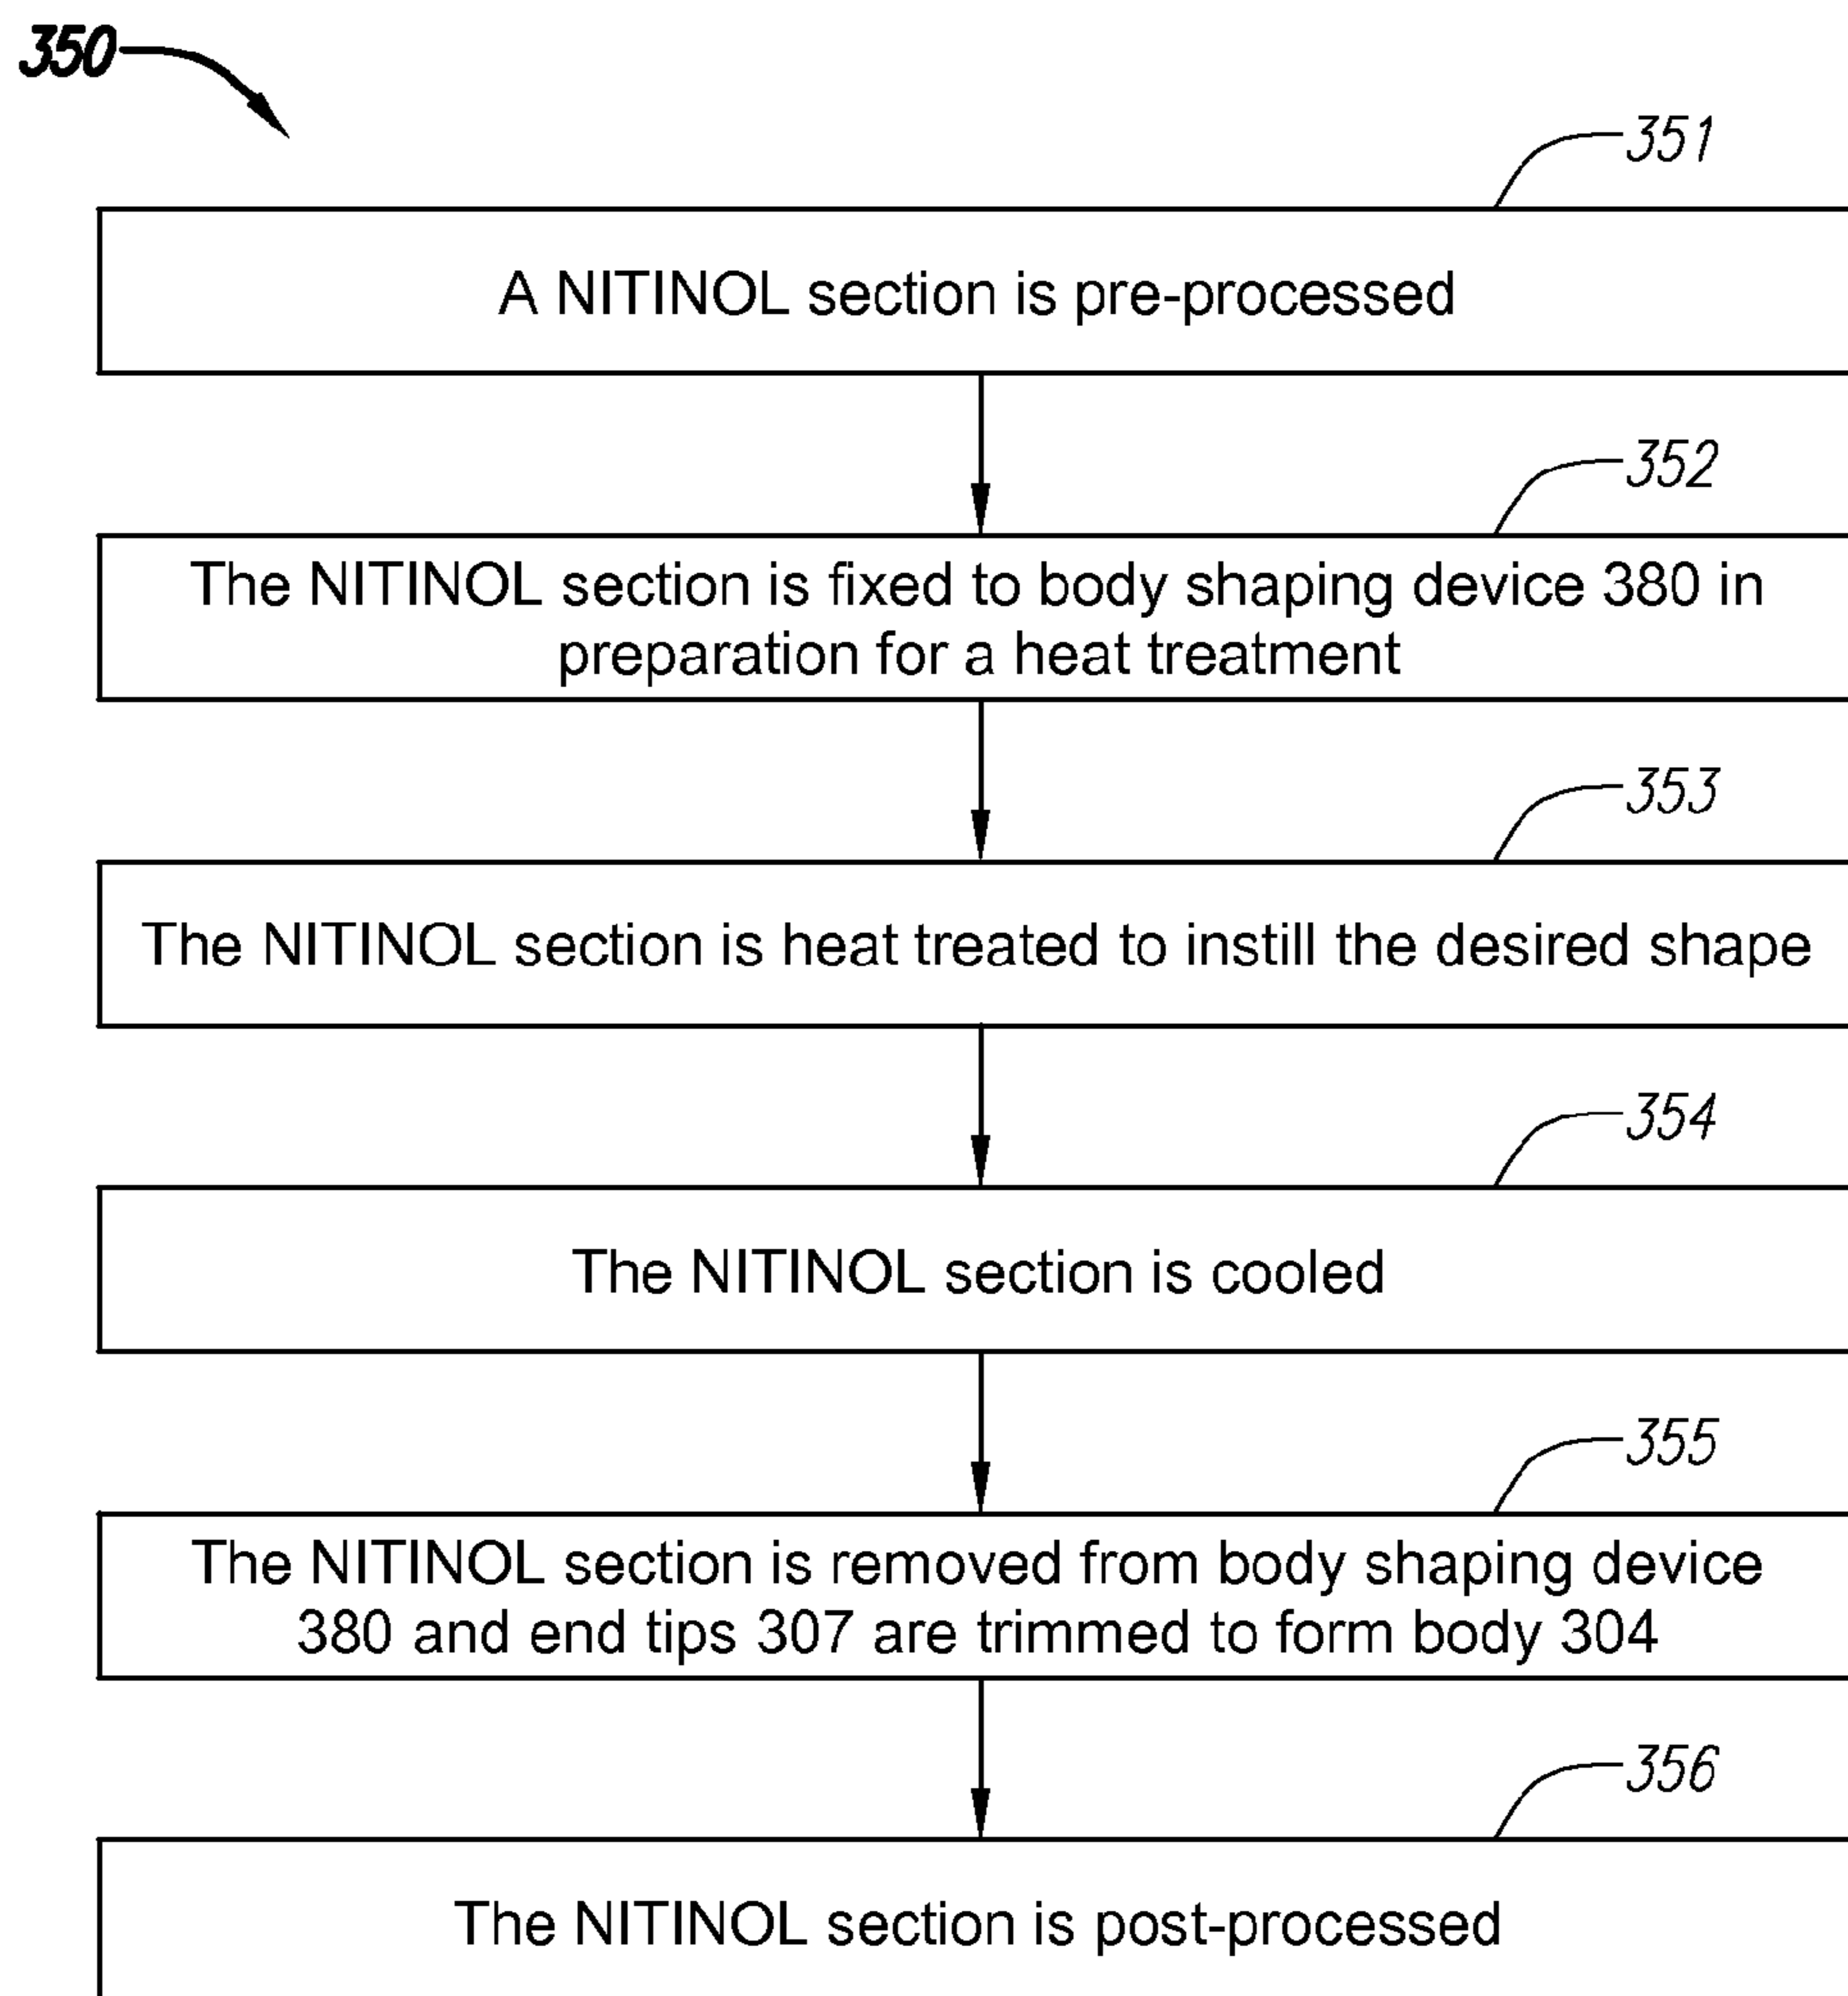 350
351
A NITINOL section is pre-processed
352
The NITINOL section is fixed to body shaping device 380 in
preparation for a heat treatment
353
The NITINOL section is heat treated to instill the desired shape
354
The NITINOL section is cooled
355
The NITINOL section is removed from body shaping device
380 and end tips 307 are trimmed to form body 304
356
The NITINOL section is post-processed